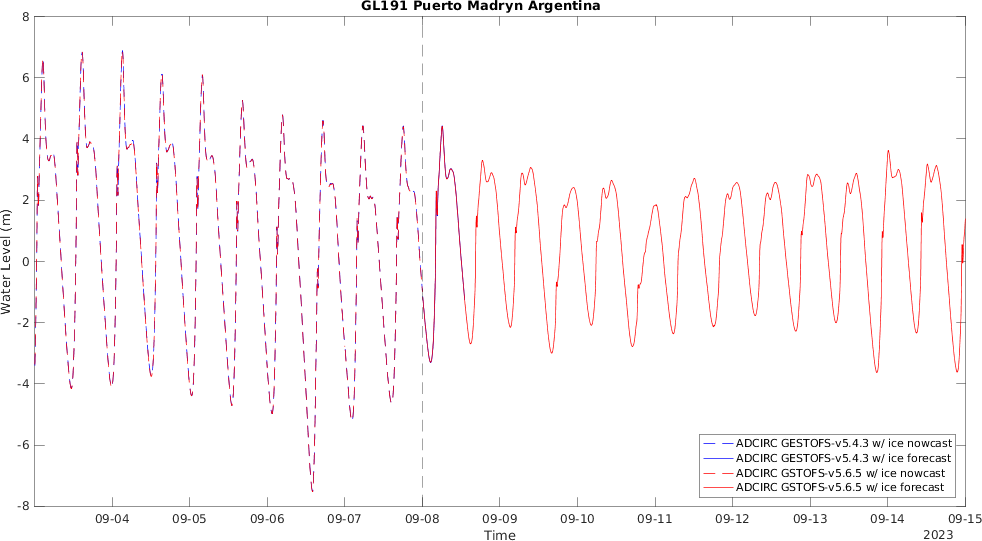 GL191 Puerto Madryn Argentina
Water Level (m)
8
6
4
2
0
-2
-4
-6
-8
ADCIRC GESTOFS-v5.4.3 w/ ice nowcast
ADCIRC GESTOFS-v5.4.3 w/ ice forecast
ADCIRC GSTOFS-v5.6.5 w/ ice nowcast
ADCIRC GSTOFS-v5.6.5 w/ ice forecast
09-04 09-05 09-06 09-07 09-08 09-09 09-10 09-11 09-12 09-13 09-14 09-15
Time
2023